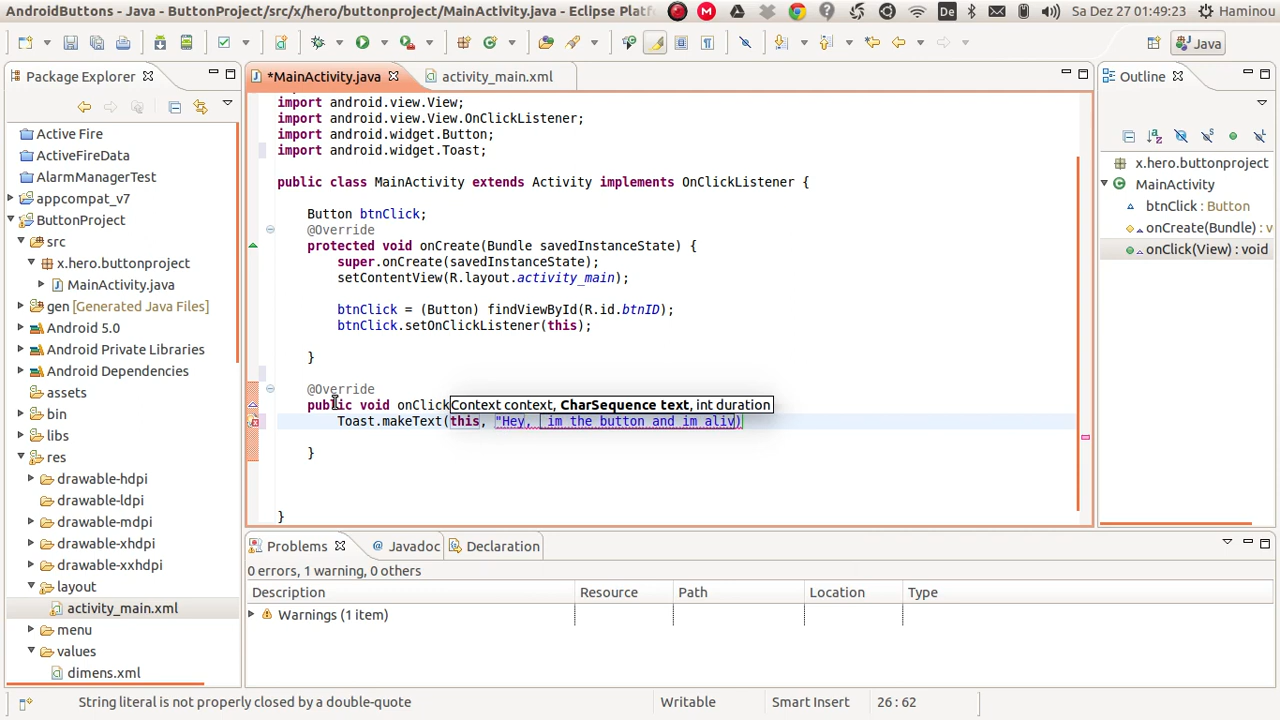 AndroidButtons - Java - ButtonProject/src/x/hero/buttonproject/MainActivity.java - Eclipse Platf
De
Sa Dez 27 01:49:23
Haminou
Java
Package Explorer
Active Fire
ActiveFireData
AlarmManagerTest
appcompat_v7
ButtonProject
src
x.hero.buttonproject
MainActivity.java
gen [Generated Java Files]
Android 5.0
Android Private Libraries
Android Dependencies
assets
bin
libs
res
drawable-hdpi
drawable-ldpi
drawable-mdpi
drawable-xhdpi
drawable-xxhdpi
layout
activity_main.xml
menu
values
dimens.xml
*MainActivity.java
activity_main.xml
import android.view.View;
import android.view.View.OnClickListener;
import android.widget.Button;
import android.widget.Toast;
public class MainActivity extends Activity implements OnClickListener {
Button btnClick;
@Override
protected void onCreate(Bundle savedInstanceState) {
super.onCreate(savedInstanceState);
setContentView(R.layout.activity_main);
btnClick = (Button) findViewById(R.id.btnID);
btnClick.setOnClickListener(this);
}
@Override
public void onClick
Context context, CharSequence text, int duration
Toast.makeText(this, "Hey, im the button and im aliv)
}
}
Outline
x.hero.buttonproject
MainActivity
btnClick : Button
onCreate(Bundle) : v
onClick(View) : void
Problems
@ Javadoc
Declaration
0 errors, 1 warning, 0 others
Description
Resource
Path
Location
Type
Warnings (1 item)
String literal is not properly closed by a double-quote
Writable
Smart Insert
26 : 62